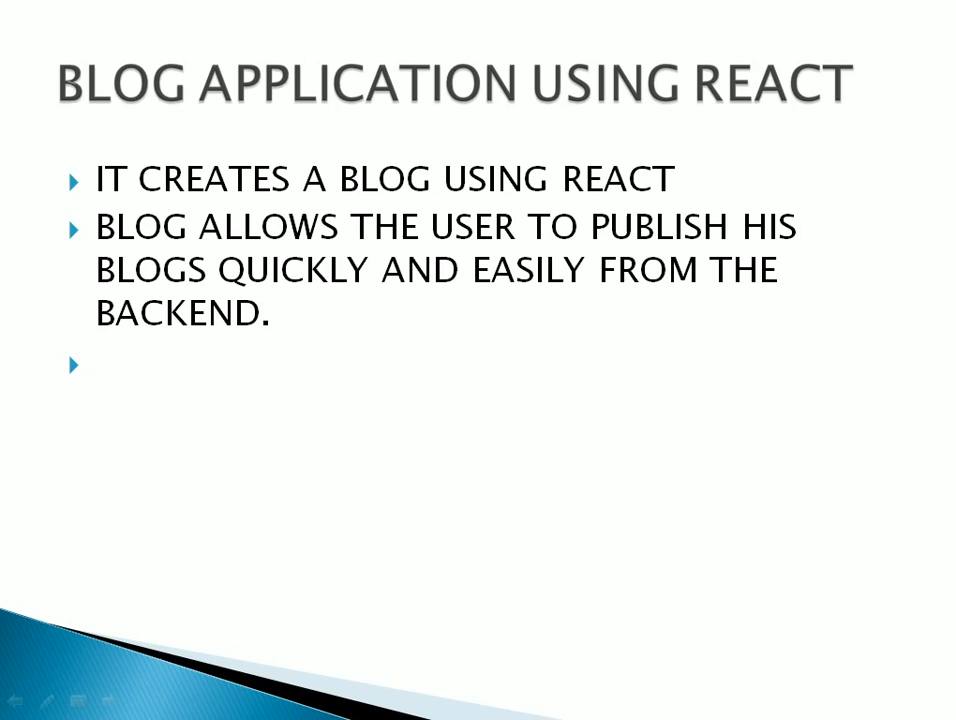 BLOG APPLICATION USING REACT
IT CREATES A BLOG USING REACT
BLOG ALLOWS THE USER TO PUBLISH HIS
BLOGS QUICKLY AND EASILY FROM THE
BACKEND.